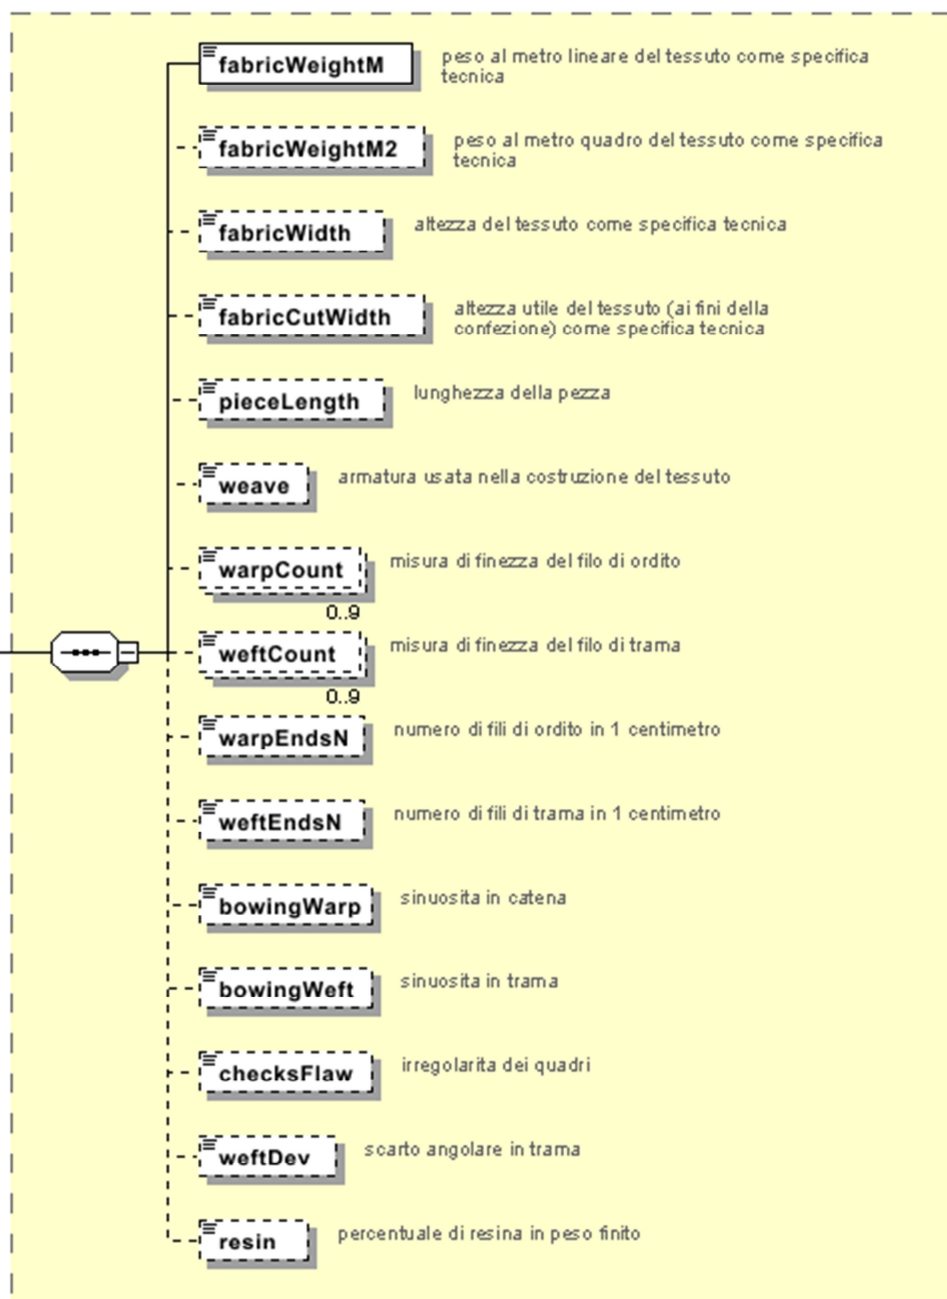 fabricWeightM
peso al metro lineare del tessuto come specifica
tecnica
fabricWeightM2
peso al metro quadro del tessuto come specifica
tecnica
fabricWidth
altezza del tessuto come specifica tecnica
fabricCutWidth
altezza utile del tessuto (ai fini della
confezione) come specifica tecnica
pieceLength
lunghezza della pezza
weave
armatura usata nella costruzione del tessuto
warpCount
misura di finezza del filo di ordito
0..9
weftCount
misura di finezza del filo di trama
0..9
warpEndsN
numero di fili di ordito in 1 centimetro
weftEndsN
numero di fili di trama in 1 centimetro
bowingWarp
sinuosita in catena
bowingWeft
sinuosita in trama
checksFlaw
irregolarita dei quadri
weftDev
scarto angolare in trama
resin
percentuale di resina in peso finito